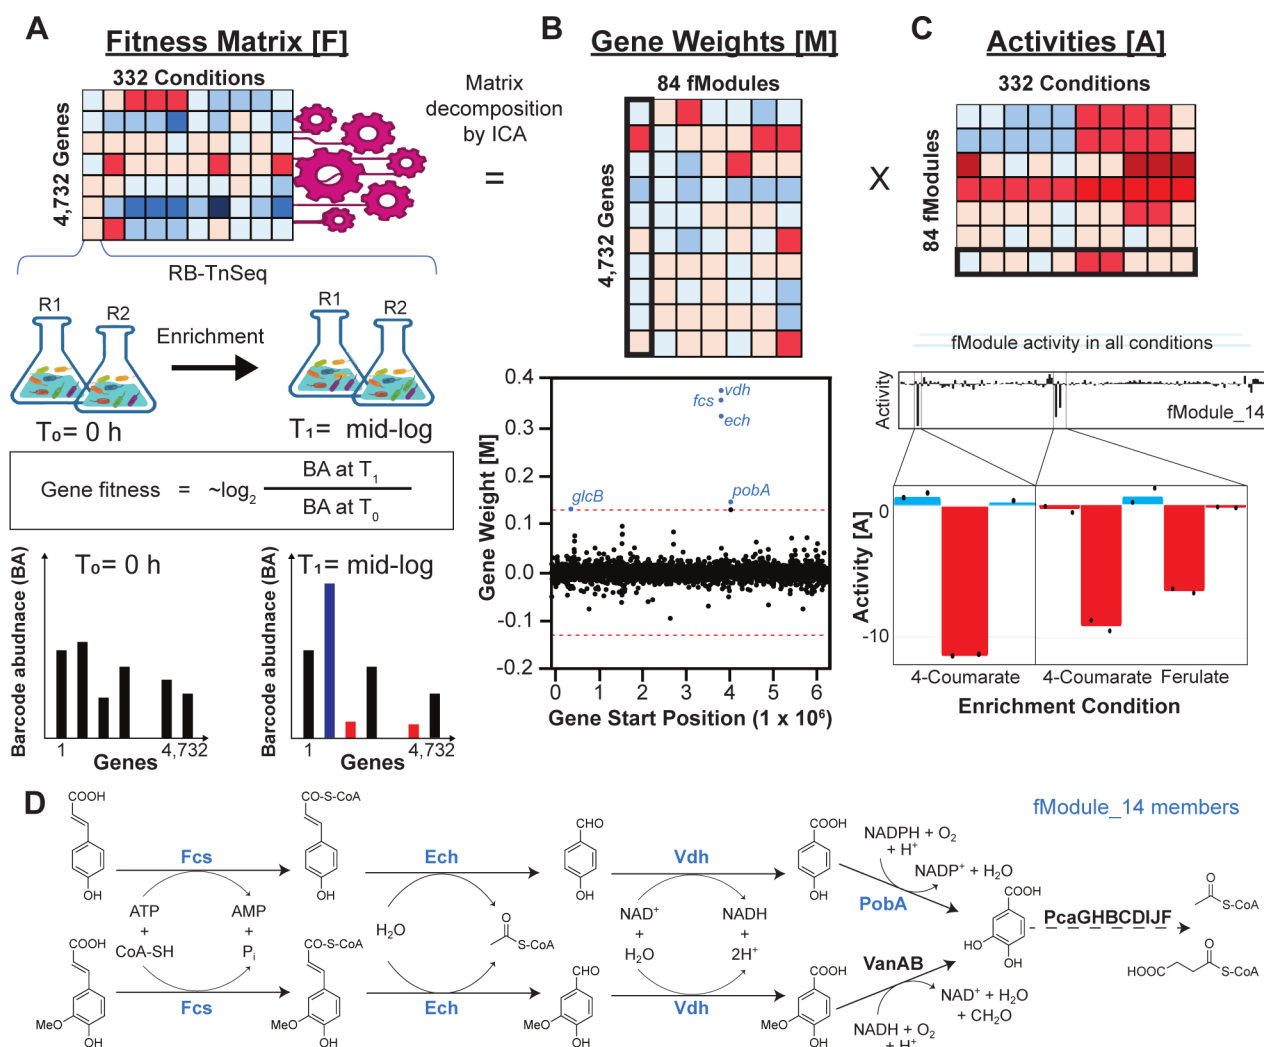 A
Fitness Matrix [F]
332 Conditions
4,732 Genes
Matrix
decomposition
by ICA
=
RB-TnSeq
R1
R2
Enrichment
R1
R2
T₀= 0 h
T₁= mid-log
Gene fitness = ~log₂
BA at T₁
BA at T₀
Barcode abudnace (BA)
T₀= 0 h
1
4,732
Genes
Barcode abudnace (BA)
T₁= mid-log
1
4,732
Genes
B
Gene Weights [M]
84 fModules
4,732 Genes
X
Gene Weight [M]
0.4
0.3
0.2
0.1
0.0
-0.1
-0.2
vdh
fcs
ech
glcB
pobA
0
1
2
3
4
5
6
Gene Start Position (1 x 10⁶)
C
Activities [A]
332 Conditions
84 fModules
fModule activity in all conditions
Activity
fModule_14
Activity [A]
0
-10
4-Coumarate
4-Coumarate
Ferulate
Enrichment Condition
D
fModule_14 members
COOH
OH
Fcs
ATP
+
CoA-SH
AMP
+
Pᵢ
COOH
MeO
OH
Fcs
CO-S-CoA
OH
Ech
H₂O
O
S-CoA
CO-S-CoA
MeO
OH
Ech
CHO
OH
Vdh
NAD⁺
+
H₂O
NADH
+
2H⁺
CHO
MeO
OH
Vdh
COOH
OH
NADPH + O₂
+ H⁺
NADP⁺ + H₂O
PobA
COOH
MeO
OH
VanAB
NADH + O₂
+ H⁺
NAD⁺ + H₂O
+ CH₂O
COOH
HO
OH
PcaGHBCDIJF
O
S-CoA
O
HOOC
S-CoA